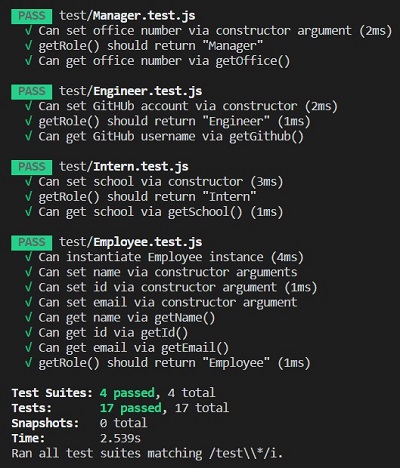 PASS test/Manager.test.js
√ Can set office number via constructor argument (2ms)
√ getRole() should return "Manager"
√ Can get office number via getOffice()
PASS test/Engineer.test.js
√ Can set GitHUb account via constructor (2ms)
√ getRole() should return "Engineer" (1ms)
√ Can get GitHub username via getGithub()
PASS test/Intern.test.js
√ Can set school via constructor (3ms)
√ getRole() should return "Intern"
√ Can get school via getSchool() (1ms)
PASS test/Employee.test.js
√ Can instantiate Employee instance (4ms)
√ Can set name via constructor arguments
√ Can set id via constructor argument (1ms)
√ Can set email via constructor argument
√ Can get name via getName()
√ Can get id via getId()
√ Can get email via getEmail()
√ getRole() should return "Employee" (1ms)
Test Suites: 4 passed, 4 total
Tests: 17 passed, 17 total
Snapshots: 0 total
Time: 2.539s
Ran all test suites matching /test\\*/i.